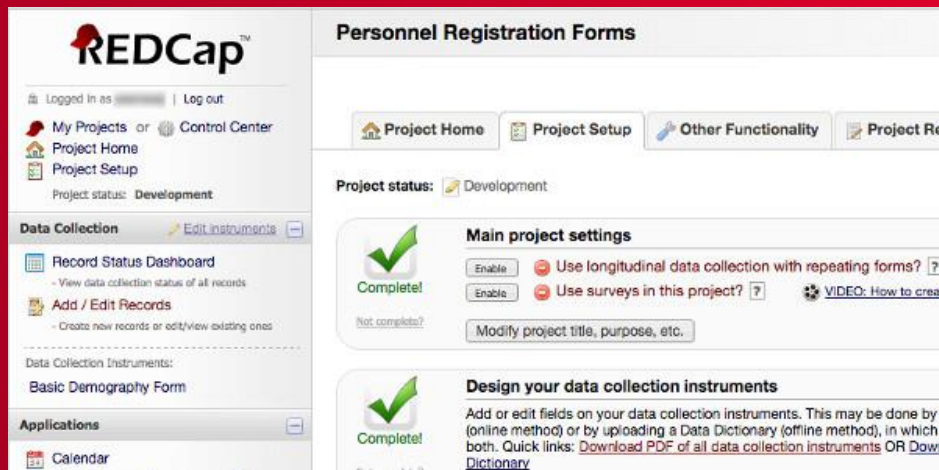 REDCap™
Logged in as | Log out
My Projects or Control Center
Project Home
Project Setup
Project status: Development
Data Collection Edit instruments
Record Status Dashboard
- View data collection status of all records
Add / Edit Records
- Create new records or edit/view existing ones
Data Collection Instruments:
Basic Demography Form
Applications
Calendar
Personnel Registration Forms
Project Home Project Setup Other Functionality Project Re
Project status: Development
Main project settings
Complete!
Not complete?
Enable Use longitudinal data collection with repeating forms? ?
Enable Use surveys in this project? ? VIDEO: How to crea
Modify project title, purpose, etc.
Design your data collection instruments
Complete!
Add or edit fields on your data collection instruments. This may be done by
(online method) or by uploading a Data Dictionary (offline method), in which
both. Quick links: Download PDF of all data collection instruments OR Dow
Dictionary